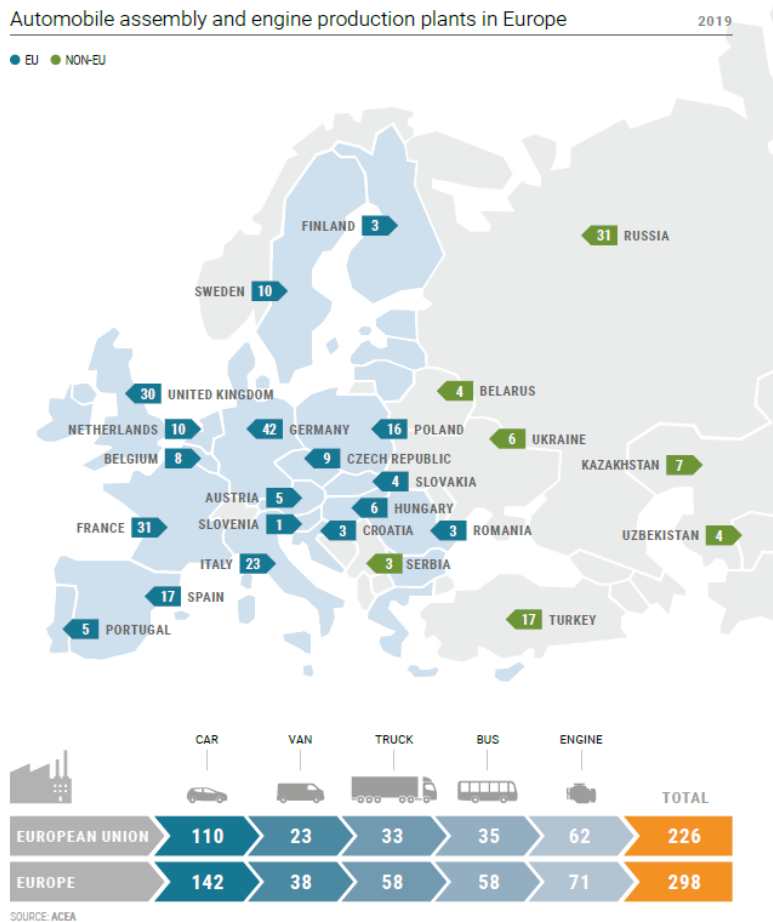 Automobile assembly and engine production plants in Europe 2019
EU NON-EU
FINLAND 3
31 RUSSIA
SWEDEN 10
30 UNITED KINGDOM
4 BELARUS
NETHERLANDS 10
42 GERMANY
16 POLAND
6 UKRAINE
BELGIUM 8
9 CZECH REPUBLIC
KAZAKHSTAN 7
4 SLOVAKIA
AUSTRIA 5
6 HUNGARY
FRANCE 31
SLOVENIA 1
3 CROATIA
3 ROMANIA
UZBEKISTAN 4
ITALY 23
3 SERBIA
17 SPAIN
17 TURKEY
5 PORTUGAL
CAR VAN TRUCK BUS ENGINE
TOTAL
EUROPEAN UNION 110 23 33 35 62 226
EUROPE 142 38 58 58 71 298
SOURCE: ACEA